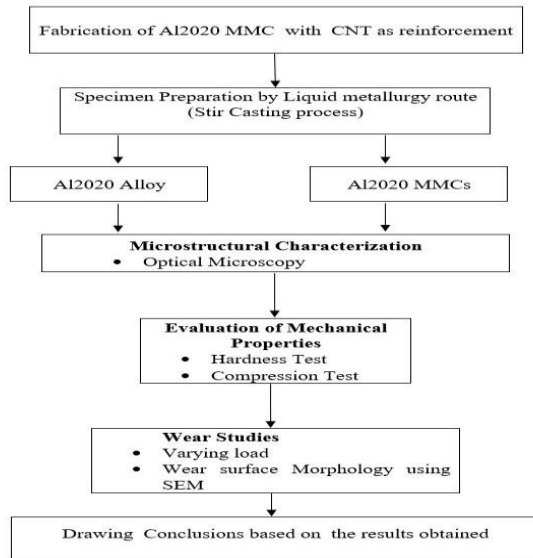 Fabrication of Al2020 MMC with CNT as reinforcement
Specimen Preparation by Liquid metallurgy route
(Stir Casting process)
Al2020 Alloy
Al2020 MMCs
Microstructural Characterization
• Optical Microscopy
Evaluation of Mechanical
Properties
• Hardness Test
• Compression Test
Wear Studies
• Varying load
• Wear surface Morphology using
SEM
Drawing Conclusions based on the results obtained